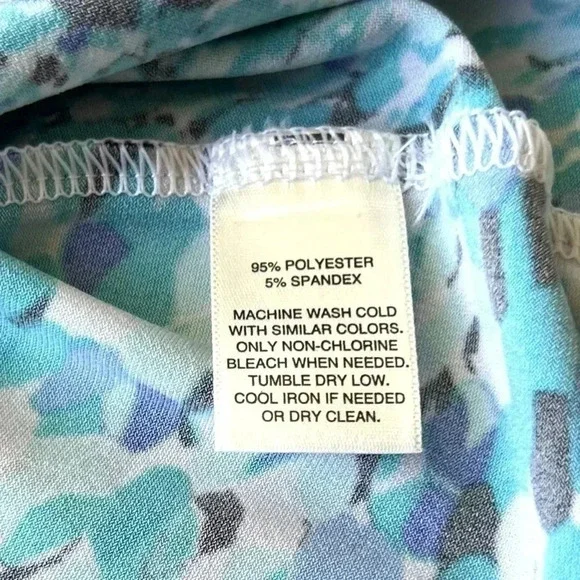 95% POLYESTER
5% SPANDEX
MACHINE WASH COLD
WITH SIMILAR COLORS.
ONLY NON-CHLORINE
BLEACH WHEN NEEDED.
TUMBLE DRY LOW.
COOL IRON IF NEEDED
OR DRY CLEAN.